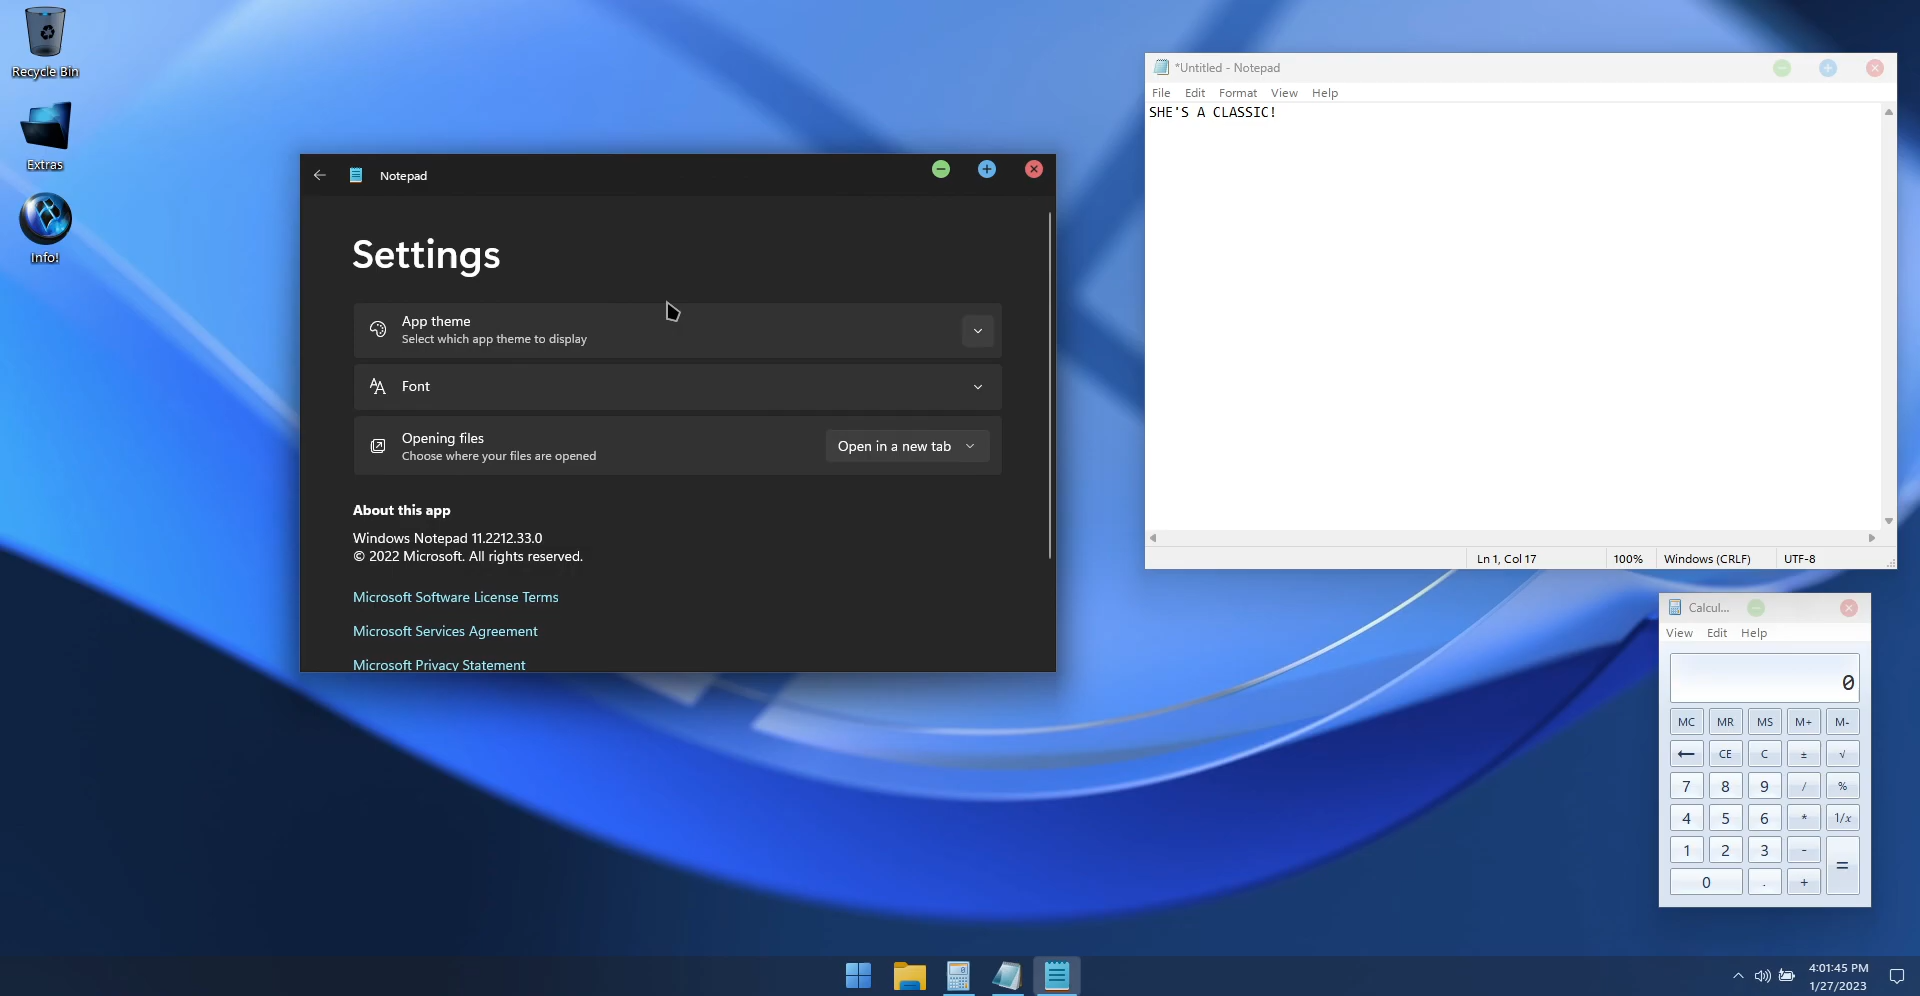 Recycle Bin
Extras
Info!
Notepad
Settings
App theme
Select which app theme to display
Font
Opening files
Choose where your files are opened
Open in a new tab
About this app
Windows Notepad 11.2212.33.0
© 2022 Microsoft. All rights reserved.
Microsoft Software License Terms
Microsoft Services Agreement
Microsoft Privacy Statement
*Untitled - Notepad
File Edit Format View Help
SHE'S A CLASSIC!
Ln 1, Col 17 100% Windows (CRLF) UTF-8
Calcul...
View Edit Help
0
MC MR MS M+ M-
← CE C ± √
7 8 9 / %
4 5 6 * 1/x
1 2 3 - =
0 . +
4:01:45 PM
1/27/2023